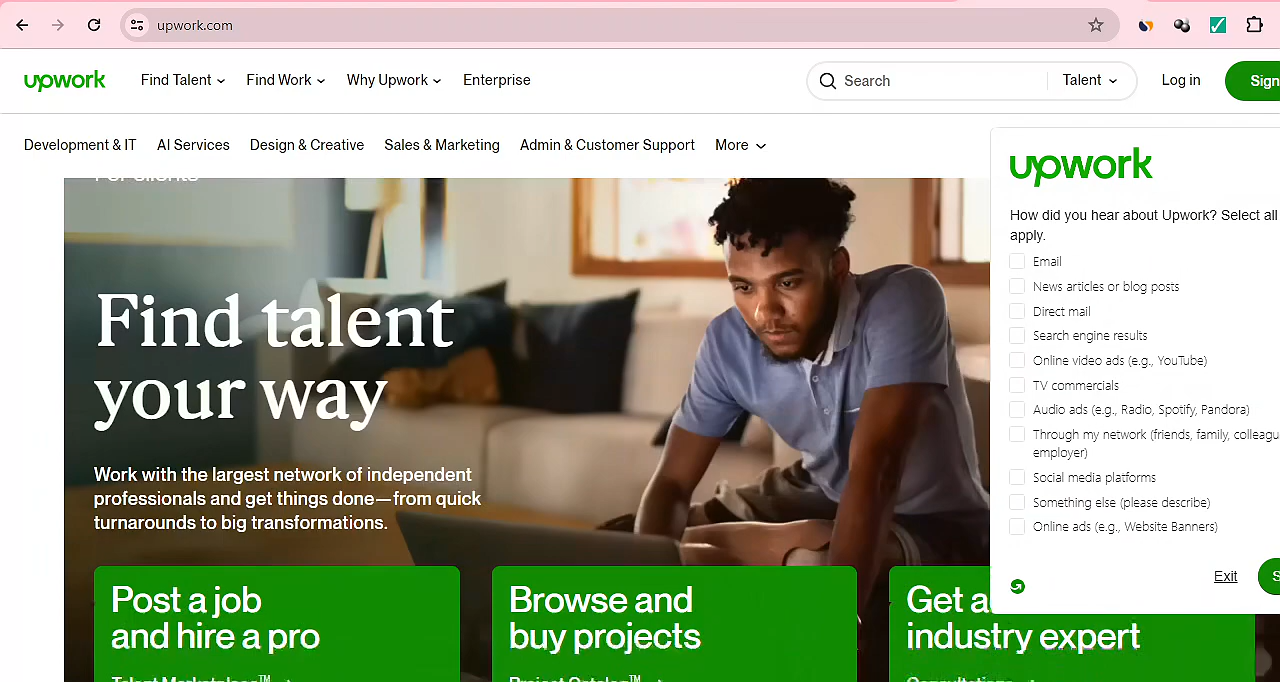 upwork.com
upwork
Find Talent
Find Work
Why Upwork
Enterprise
Search
Talent
Log in
Sign
Development & IT
AI Services
Design & Creative
Sales & Marketing
Admin & Customer Support
More
For clients
Find talent
your way
Work with the largest network of independent
professionals and get things done—from quick
turnarounds to big transformations.
Post a job
and hire a pro
Talent Marketplace™
Browse and
buy projects
Project Catalog™
Get a
industry expert
Consultations
upwork
How did you hear about Upwork? Select all
apply.
Email
News articles or blog posts
Direct mail
Search engine results
Online video ads (e.g., YouTube)
TV commercials
Audio ads (e.g., Radio, Spotify, Pandora)
Through my network (friends, family, colleagu
employer)
Social media platforms
Something else (please describe)
Online ads (e.g., Website Banners)
Exit
S